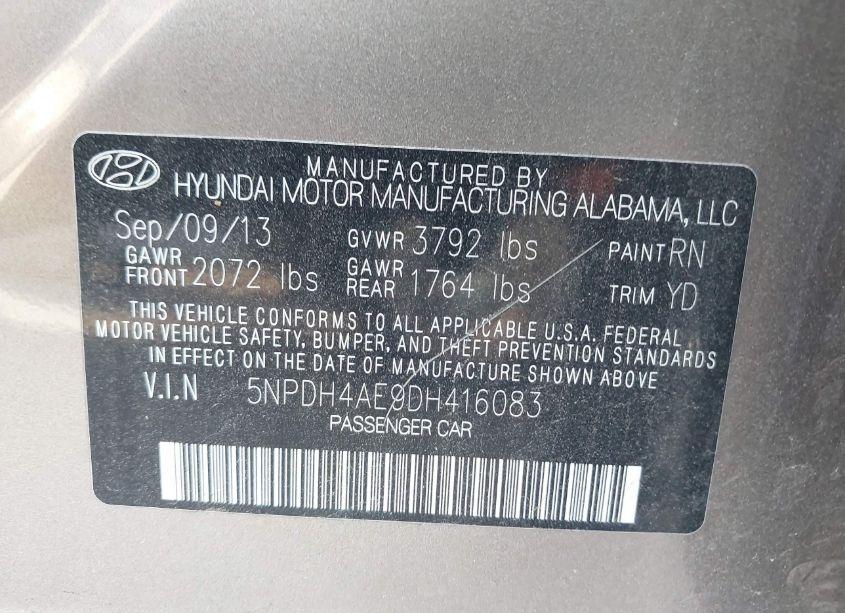 MANUFACTURED BY
HYUNDAI MOTOR MANUFACTURING ALABAMA, LLC
Sep/09/13 GVWR 3792 lbs PAINT RN
GAWR FRONT 2072 lbs GAWR REAR 1764 lbs TRIM YD
THIS VEHICLE CONFORMS TO ALL APPLICABLE U.S.A. FEDERAL
MOTOR VEHICLE SAFETY, BUMPER, AND THEFT PREVENTION STANDARDS
IN EFFECT ON THE DATE OF MANUFACTURE SHOWN ABOVE
V.I.N 5NPDH4AE9DH416083
PASSENGER CAR